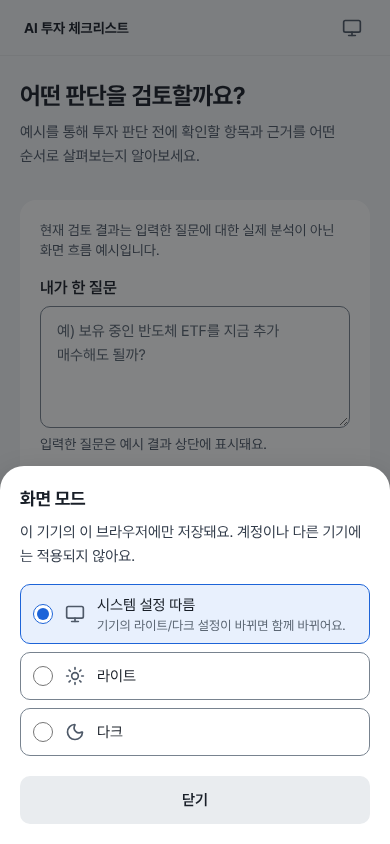 AI 투자 체크리스트
어떤 판단을 검토할까요?
예시를 통해 투자 판단 전에 확인할 항목과 근거를 어떤
순서로 살펴보는지 알아보세요.
현재 검토 결과는 입력한 질문에 대한 실제 분석이 아닌
화면 흐름 예시입니다.
내가 한 질문
예) 보유 중인 반도체 ETF를 지금 추가
매수해도 될까?
입력한 질문은 예시 결과 상단에 표시돼요.
화면 모드
이 기기의 이 브라우저에만 저장돼요. 계정이나 다른 기기에
는 적용되지 않아요.
시스템 설정 따름
기기의 라이트/다크 설정이 바뀌면 함께 바뀌어요.
라이트
다크
닫기